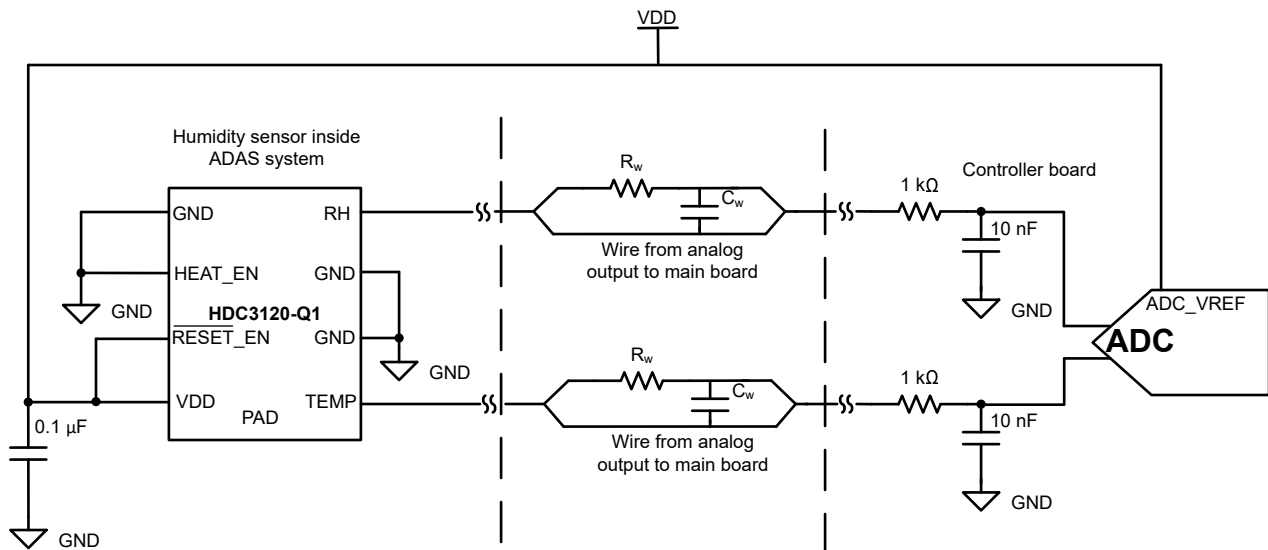 VDD
Humidity sensor inside
ADAS system
GND
RH
HEAT_EN
GND
GND
HDC3120-Q1
RESET_EN
GND
GND
VDD
TEMP
PAD
0.1 µF
GND
Rw
Cw
Wire from analog
output to main board
Rw
Cw
Wire from analog
output to main board
Controller board
1 kΩ
10 nF
GND
ADC_VREF
ADC
1 kΩ
10 nF
GND